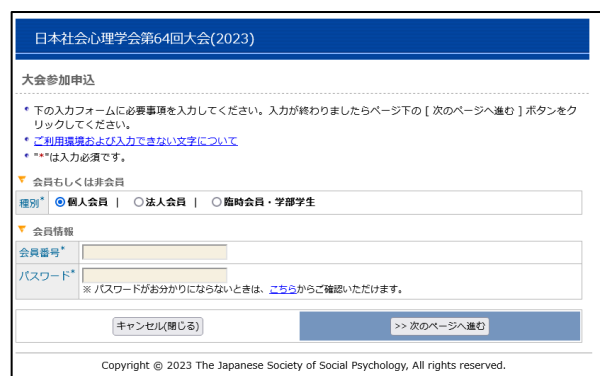 日本社会心理学会第64回大会(2023)
大会参加申込
下の入力フォームに必要事項を入力してください。入力が終わりましたらページ下の [ 次のページへ進む ] ボタンをク
リックしてください。
ご利用環境および入力できない文字について
"*"は入力必須です。
会員もしくは非会員
種別* 個人会員 | 法人会員 | 臨時会員・学部学生
会員情報
会員番号*
パスワード*
※ パスワードがお分かりにならないときは、こちらからご確認いただけます。
キャンセル(閉じる) >> 次のページへ進む
Copyright © 2023 The Japanese Society of Social Psychology, All rights reserved.